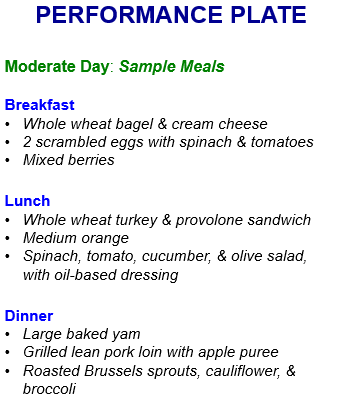 PERFORMANCE PLATE
Moderate Day: Sample Meals
Breakfast
• Whole wheat bagel & cream cheese
• 2 scrambled eggs with spinach & tomatoes
• Mixed berries
Lunch
• Whole wheat turkey & provolone sandwich
• Medium orange
• Spinach, tomato, cucumber, & olive salad,
with oil-based dressing
Dinner
• Large baked yam
• Grilled lean pork loin with apple puree
• Roasted Brussels sprouts, cauliflower, &
broccoli